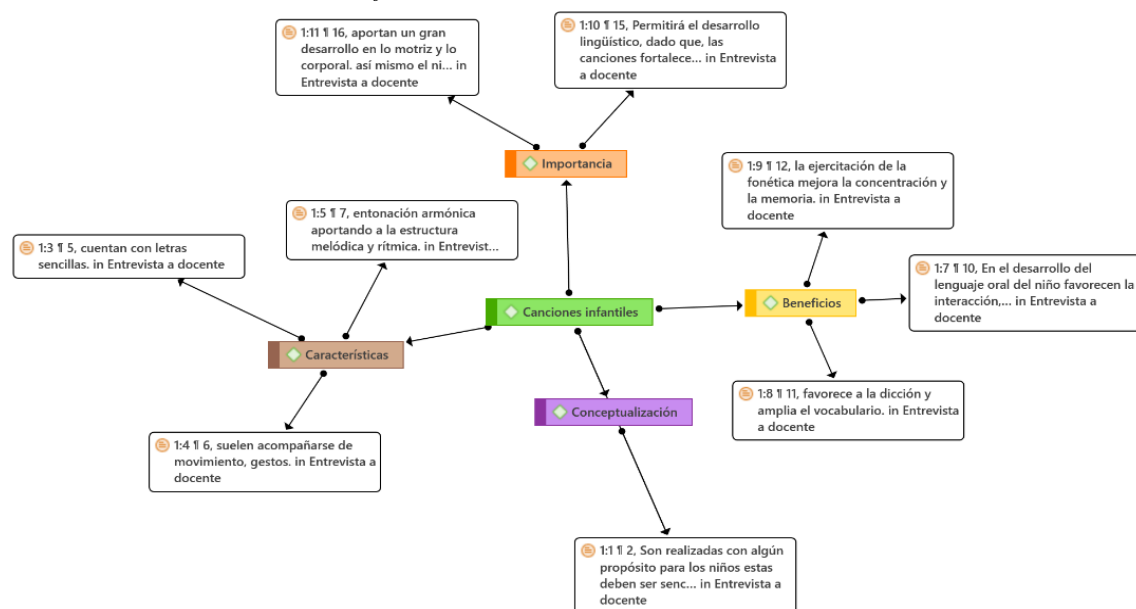 1:11 ¶ 16, aportan un gran
desarrollo en lo motriz y lo
corporal. así mismo el ni... in
Entrevista a docente
1:10 ¶ 15, Permitirá el desarrollo
lingüístico, dado que, las
canciones fortalece... in Entrevista
a docente
Importancia
1:9 ¶ 12, la ejercitación de la
fonética mejora la concentración y
la memoria. in Entrevista a
docente
1:5 ¶ 7, entonación armónica
aportando a la estructura
melódica y rítmica. in Entrevist...
1:3 ¶ 5, cuentan con letras
sencillas. in Entrevista a docente
1:7 ¶ 10, En el desarrollo del
lenguaje oral del niño favorecen la
interacción,... in Entrevista a
docente
Canciones infantiles
Beneficios
Características
1:8 ¶ 11, favorece a la dicción y
amplia el vocabulario. in Entrevista
a docente
Conceptualización
1:4 ¶ 6, suelen acompañarse de
movimiento, gestos. in Entrevista a
docente
1:1 ¶ 2, Son realizadas con algún
propósito para los niños estas
deben ser senc... in Entrevista a
docente